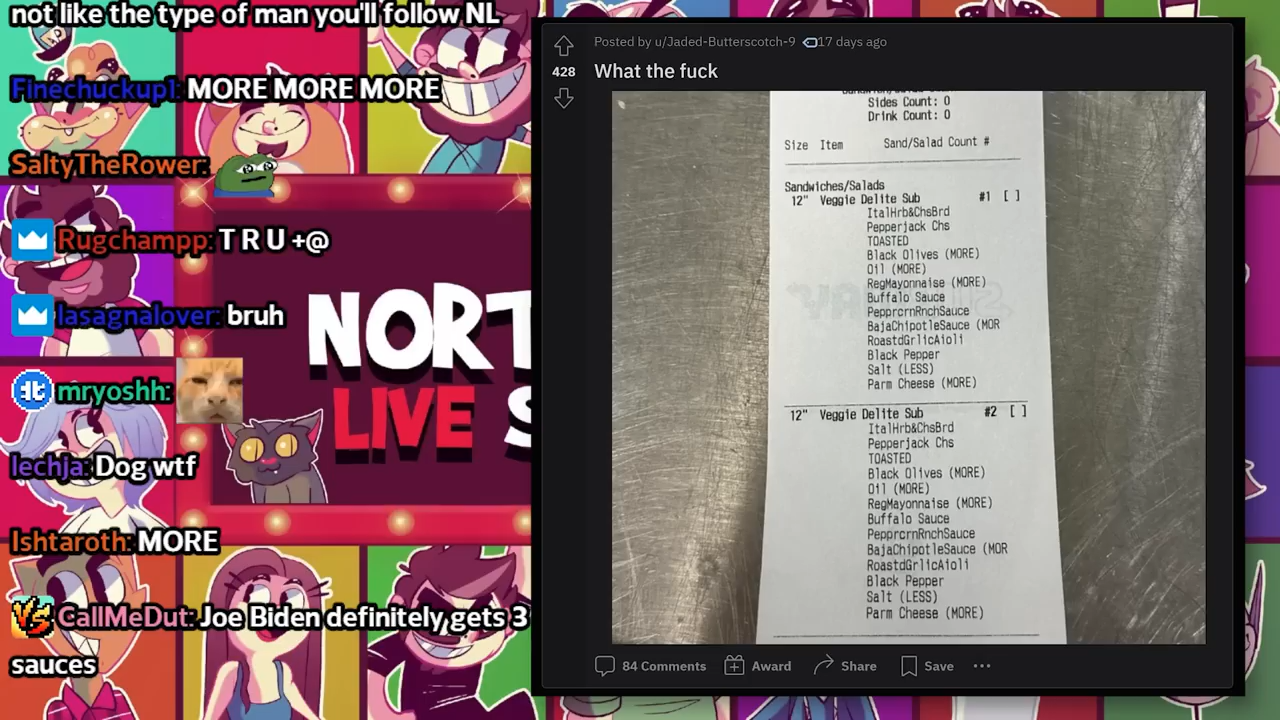 not like the type of man you'll follow NL
Finechuckup1: MORE MORE MORE
SaltyTheRower:
Rugchampp: T R U +@
lasagnalover: bruh
mryoshh:
lechja: Dog wtf
Ishtaroth: MORE
CallMeDut: Joe Biden definitely gets 3
sauces
NORT
LIVE S
Posted by u/Jaded-Butterscotch-9 17 days ago
428
What the fuck
Sides Count: 0
Drink Count: 0
Size Item Sand/Salad Count #
Sandwiches/Salads
12" Veggie Delite Sub #1 [ ]
ItalHrb&ChsBrd
Pepperjack Chs
TOASTED
Black Olives (MORE)
Oil (MORE)
RegMayonnaise (MORE)
Buffalo Sauce
PepprcrnRnchSauce
BajaChipotleSauce (MOR
RoastdGrlicAioli
Black Pepper
Salt (LESS)
Parm Cheese (MORE)
12" Veggie Delite Sub #2 [ ]
ItalHrb&ChsBrd
Pepperjack Chs
TOASTED
Black Olives (MORE)
Oil (MORE)
RegMayonnaise (MORE)
Buffalo Sauce
PepprcrnRnchSauce
BajaChipotleSauce (MOR
RoastdGrlicAioli
Black Pepper
Salt (LESS)
Parm Cheese (MORE)
84 Comments Award Share Save